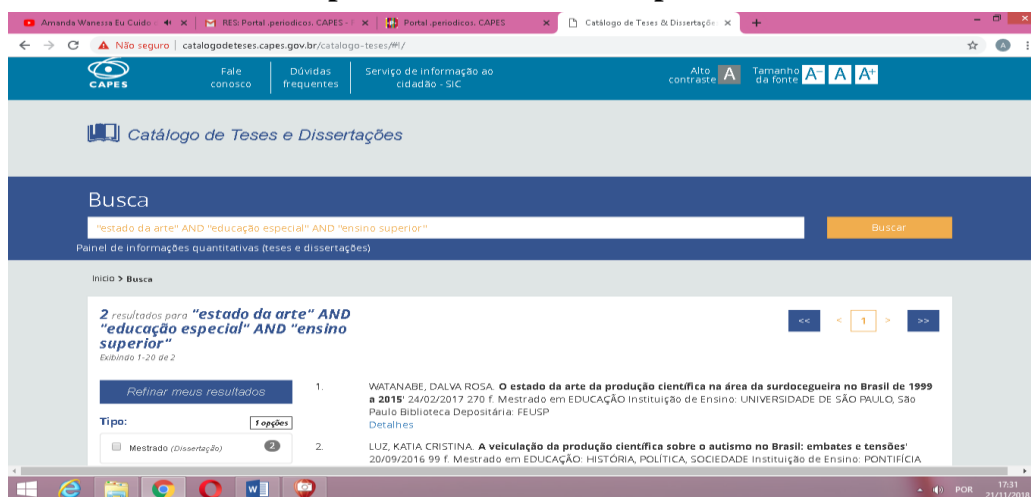 Amanda Wanessa Eu Cuido
RES: Portal .periodicos. CAPES - 
Portal .periodicos. CAPES
Catálogo de Teses & Dissertaçõe
Não seguro | catalogodeteses.capes.gov.br/catalogo-teses/#!/
CAPES
Fale conosco
Dúvidas frequentes
Serviço de informação ao cidadão - SIC
Alto contraste A
Tamanho da fonte A- A A+
Catálogo de Teses e Dissertações
Busca
"estado da arte" AND "educação especial" AND "ensino superior"
Buscar
Painel de informações quantitativas (teses e dissertações)
Início > Busca
2 resultados para "estado da arte" AND
"educação especial" AND "ensino
superior"
Exibindo 1-20 de 2
<< < 1 > >>
Refinar meus resultados
Tipo:
1 opções
Mestrado (Dissertação) 2
1. WATANABE, DALVA ROSA. O estado da arte da produção científica na área da surdocegueira no Brasil de 1999
a 2015' 24/02/2017 270 f. Mestrado em EDUCAÇÃO Instituição de Ensino: UNIVERSIDADE DE SÃO PAULO, São
Paulo Biblioteca Depositária: FEUSP
Detalhes
2. LUZ, KATIA CRISTINA. A veiculação da produção científica sobre o autismo no Brasil: embates e tensões'
20/09/2016 99 f. Mestrado em EDUCAÇÃO: HISTÓRIA, POLÍTICA, SOCIEDADE Instituição de Ensino: PONTIFÍCIA
POR
17:31
21/11/2018